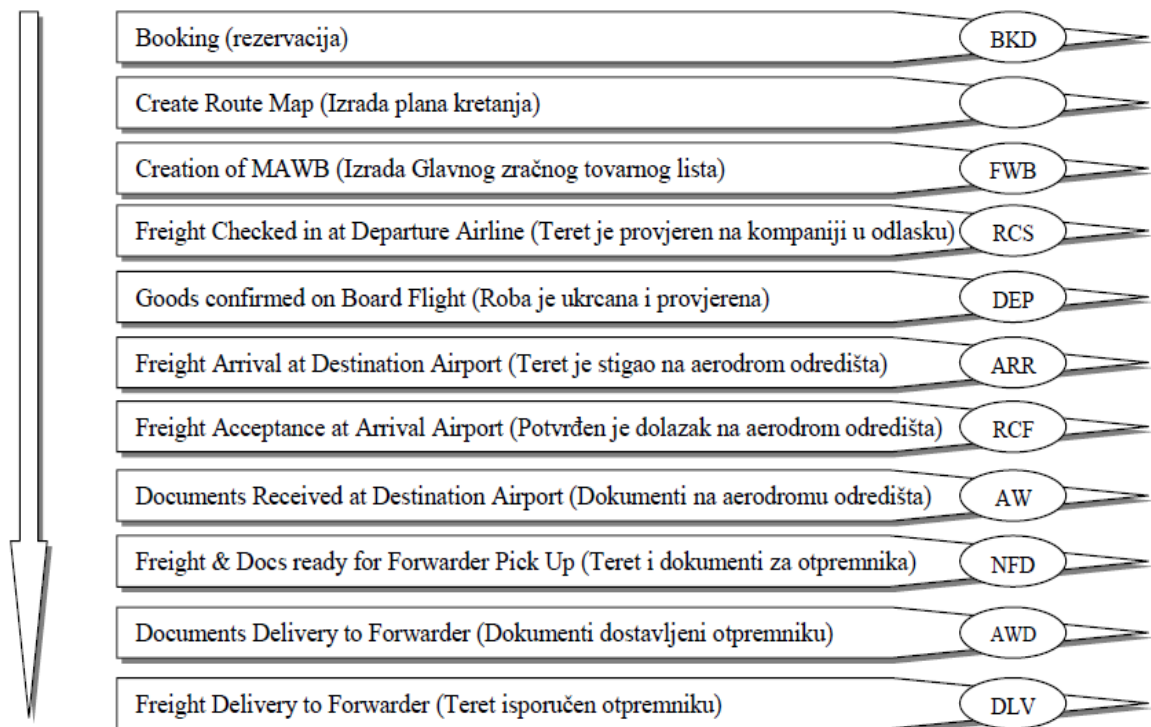 Booking (rezervacija) BKD
Create Route Map (Izrada plana kretanja)
Creation of MAWB (Izrada Glavnog zračnog tovarnog lista) FWB
Freight Checked in at Departure Airline (Teret je provjeren na kompaniji u odlasku) RCS
Goods confirmed on Board Flight (Roba je ukrcana i provjerena) DEP
Freight Arrival at Destination Airport (Teret je stigao na aerodrom odredišta) ARR
Freight Acceptance at Arrival Airport (Potvrđen je dolazak na aerodrom odredišta) RCF
Documents Received at Destination Airport (Dokumenti na aerodromu odredišta) AW
Freight & Docs ready for Forwarder Pick Up (Teret i dokumenti za otpremnika) NFD
Documents Delivery to Forwarder (Dokumenti dostavljeni otpremniku) AWD
Freight Delivery to Forwarder (Teret isporučen otpremniku) DLV